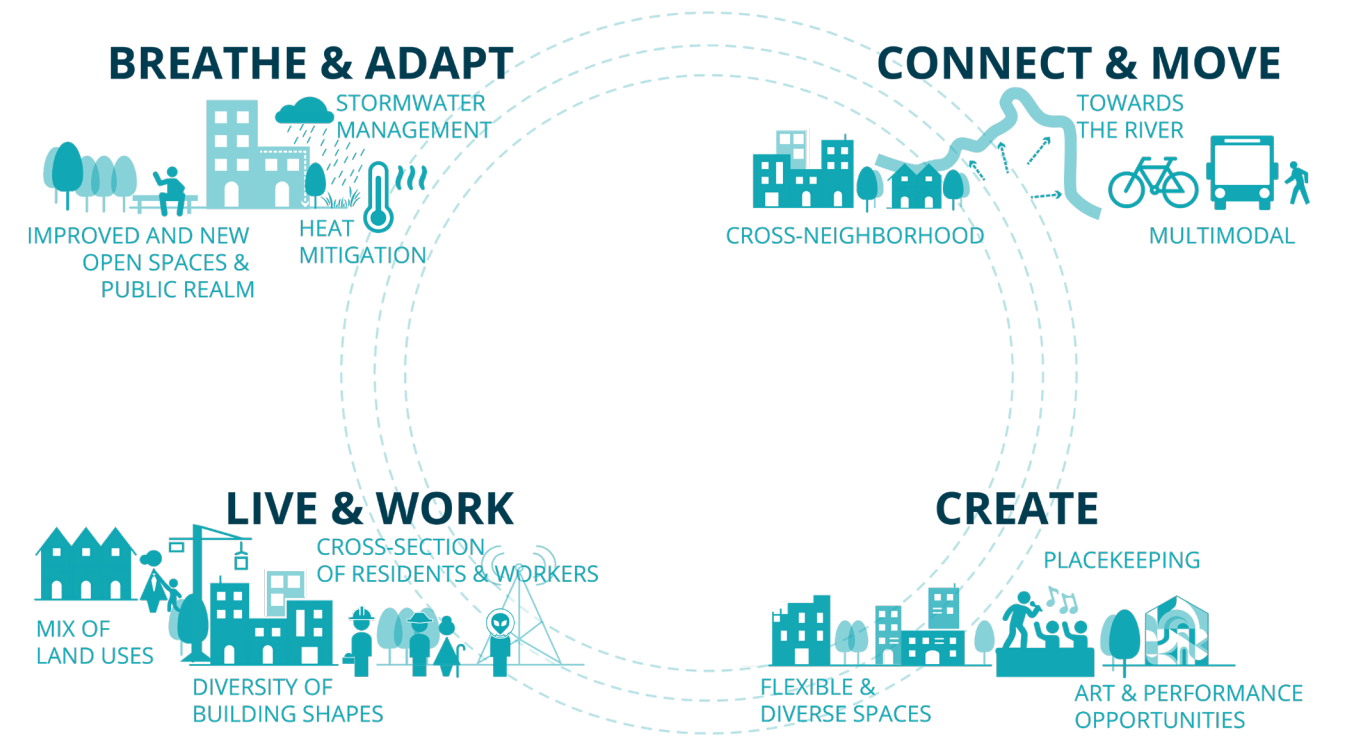 BREATHE & ADAPT
STORMWATER
MANAGEMENT
HEAT
MITIGATION
IMPROVED AND NEW
OPEN SPACES &
PUBLIC REALM
CONNECT & MOVE
TOWARDS
THE RIVER
CROSS-NEIGHBORHOOD
MULTIMODAL
LIVE & WORK
CROSS-SECTION
OF RESIDENTS & WORKERS
MIX OF
LAND USES
DIVERSITY OF
BUILDING SHAPES
CREATE
PLACEKEEPING
FLEXIBLE &
DIVERSE SPACES
ART & PERFORMANCE
OPPORTUNITIES